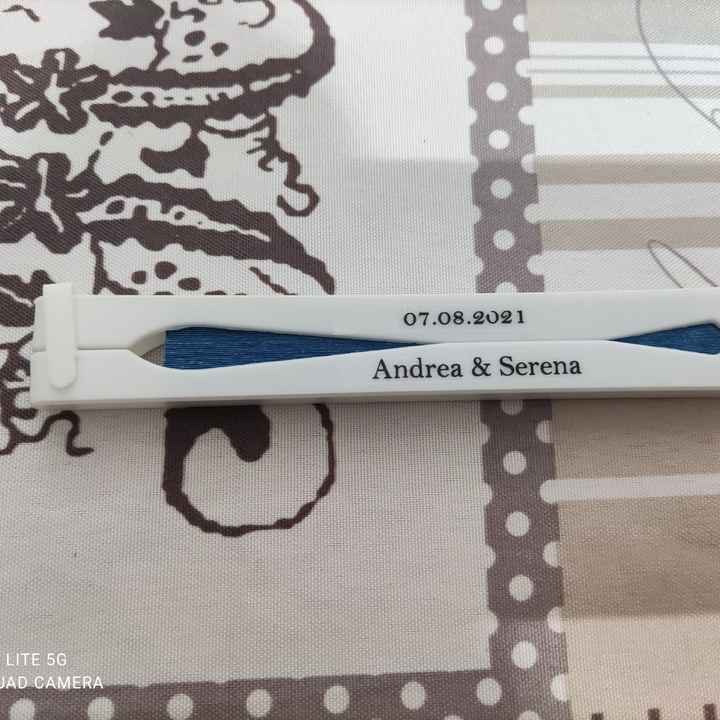 07.08.2021
Andrea & Serena
LITE 5G
UAD CAMERA